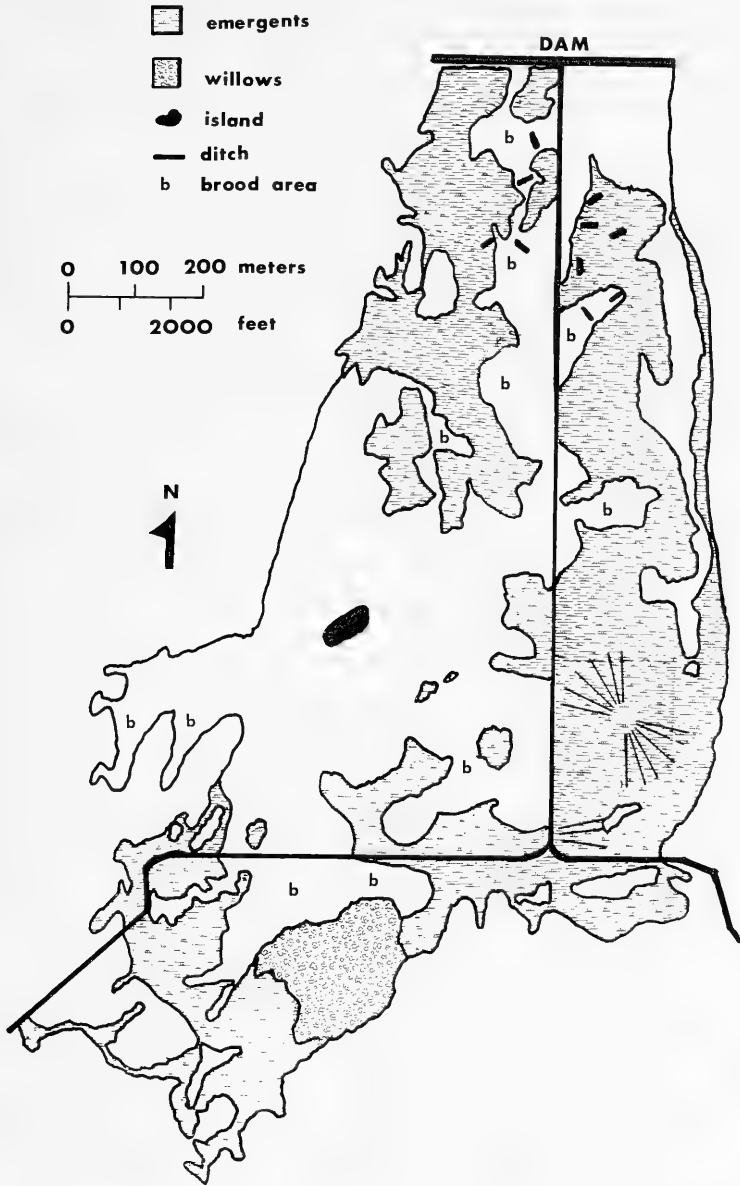 emergents
willows
island
ditch
b brood area
0 100 200 meters
0 2000 feet
N
DAM
b
b
b
b
b
b
b b
b
b b